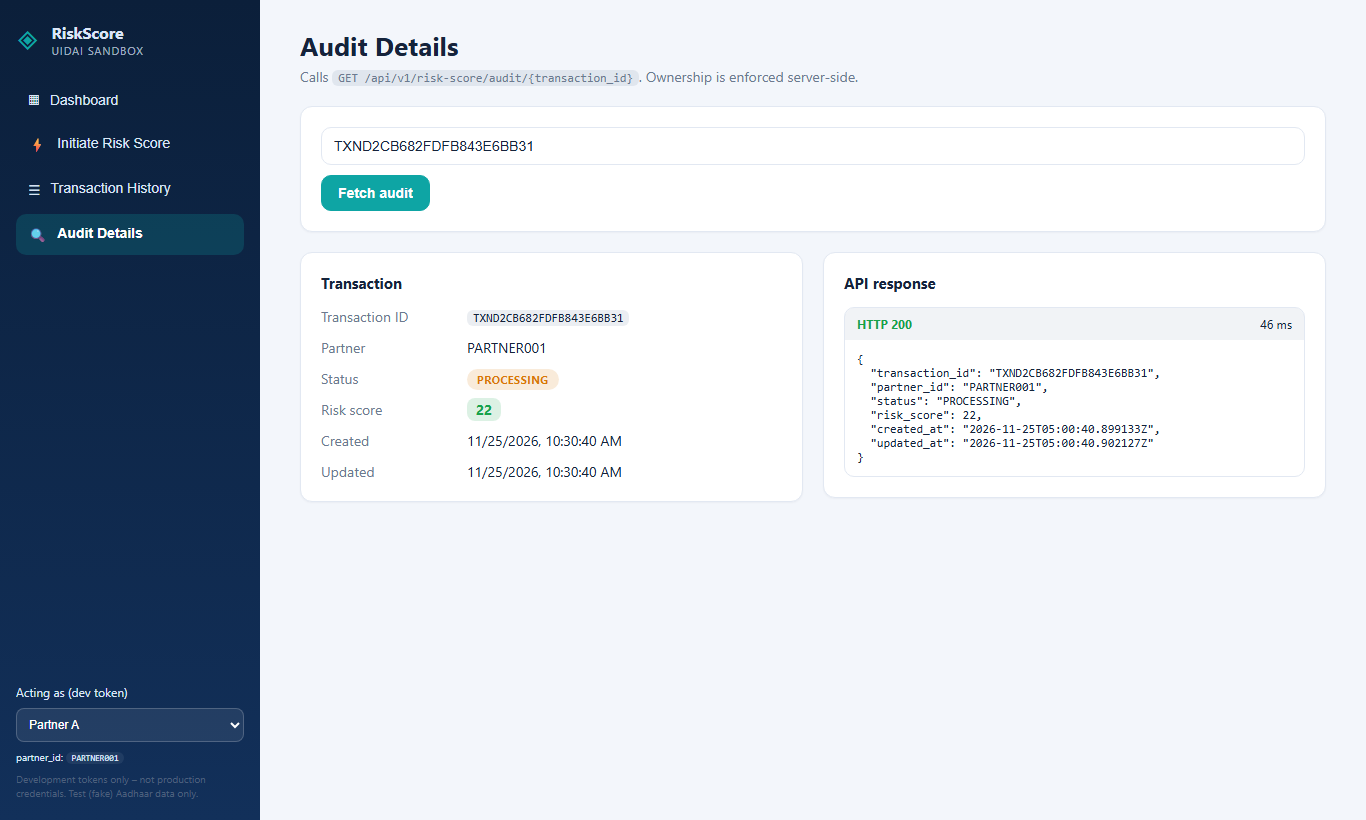 RiskScore
UIDAI SANDBOX
Dashboard
Initiate Risk Score
Transaction History
Audit Details
Acting as (dev token)
Partner A
partner_id: PARTNER001
Development tokens only – not production
credentials. Test (fake) Aadhaar data only.
Audit Details
Calls GET /api/v1/risk-score/audit/{transaction_id}. Ownership is enforced server-side.
TXND2CB682FDFB843E6BB31
Fetch audit
Transaction
Transaction ID TXND2CB682FDFB843E6BB31
Partner PARTNER001
Status PROCESSING
Risk score 22
Created 11/25/2026, 10:30:40 AM
Updated 11/25/2026, 10:30:40 AM
API response
HTTP 200 46 ms
{
  "transaction_id": "TXND2CB682FDFB843E6BB31",
  "partner_id": "PARTNER001",
  "status": "PROCESSING",
  "risk_score": 22,
  "created_at": "2026-11-25T05:00:40.899133Z",
  "updated_at": "2026-11-25T05:00:40.902127Z"
}